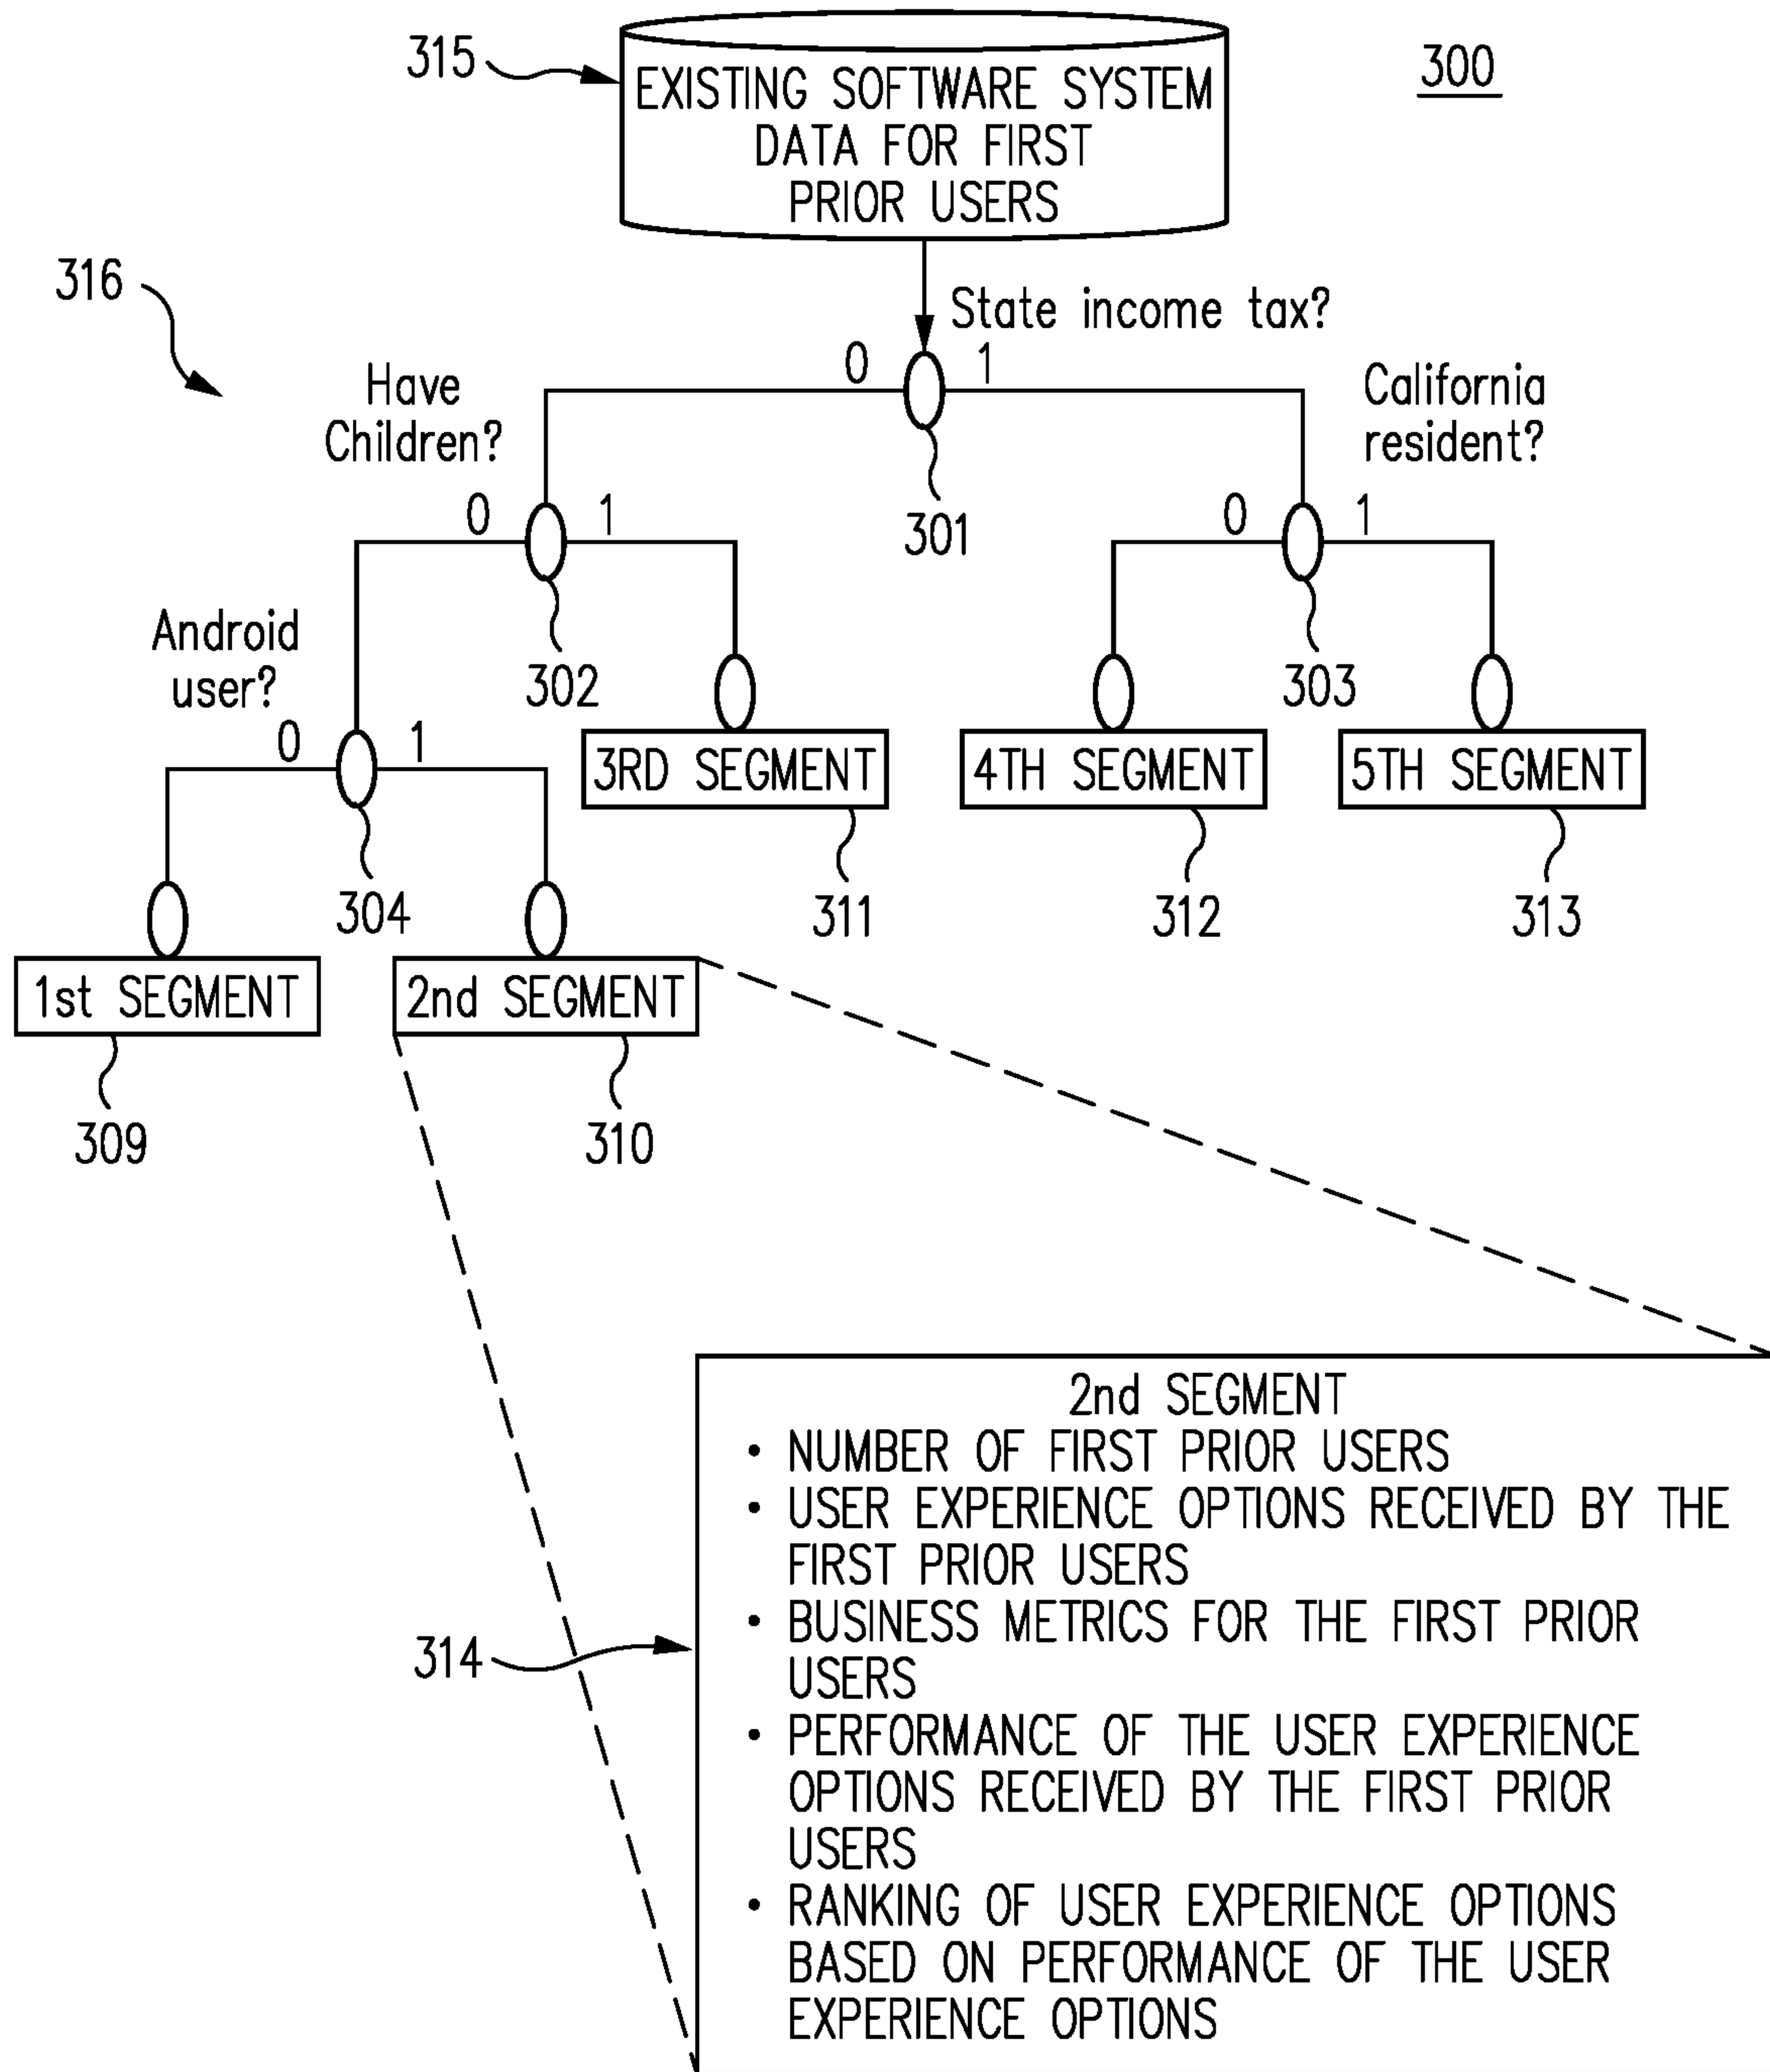 315
EXISTING SOFTWARE SYSTEM
DATA FOR FIRST
PRIOR USERS
300
316
State income tax?
0
1
Have
Children?
California
resident?
301
0
1
0
1
Android
user?
302
303
0
1
3RD SEGMENT
4TH SEGMENT
5TH SEGMENT
304
311
312
313
1st SEGMENT
2nd SEGMENT
309
310
2nd SEGMENT
• NUMBER OF FIRST PRIOR USERS
• USER EXPERIENCE OPTIONS RECEIVED BY THE
FIRST PRIOR USERS
• BUSINESS METRICS FOR THE FIRST PRIOR
USERS
314
• PERFORMANCE OF THE USER EXPERIENCE
OPTIONS RECEIVED BY THE FIRST PRIOR
USERS
• RANKING OF USER EXPERIENCE OPTIONS
BASED ON PERFORMANCE OF THE USER
EXPERIENCE OPTIONS